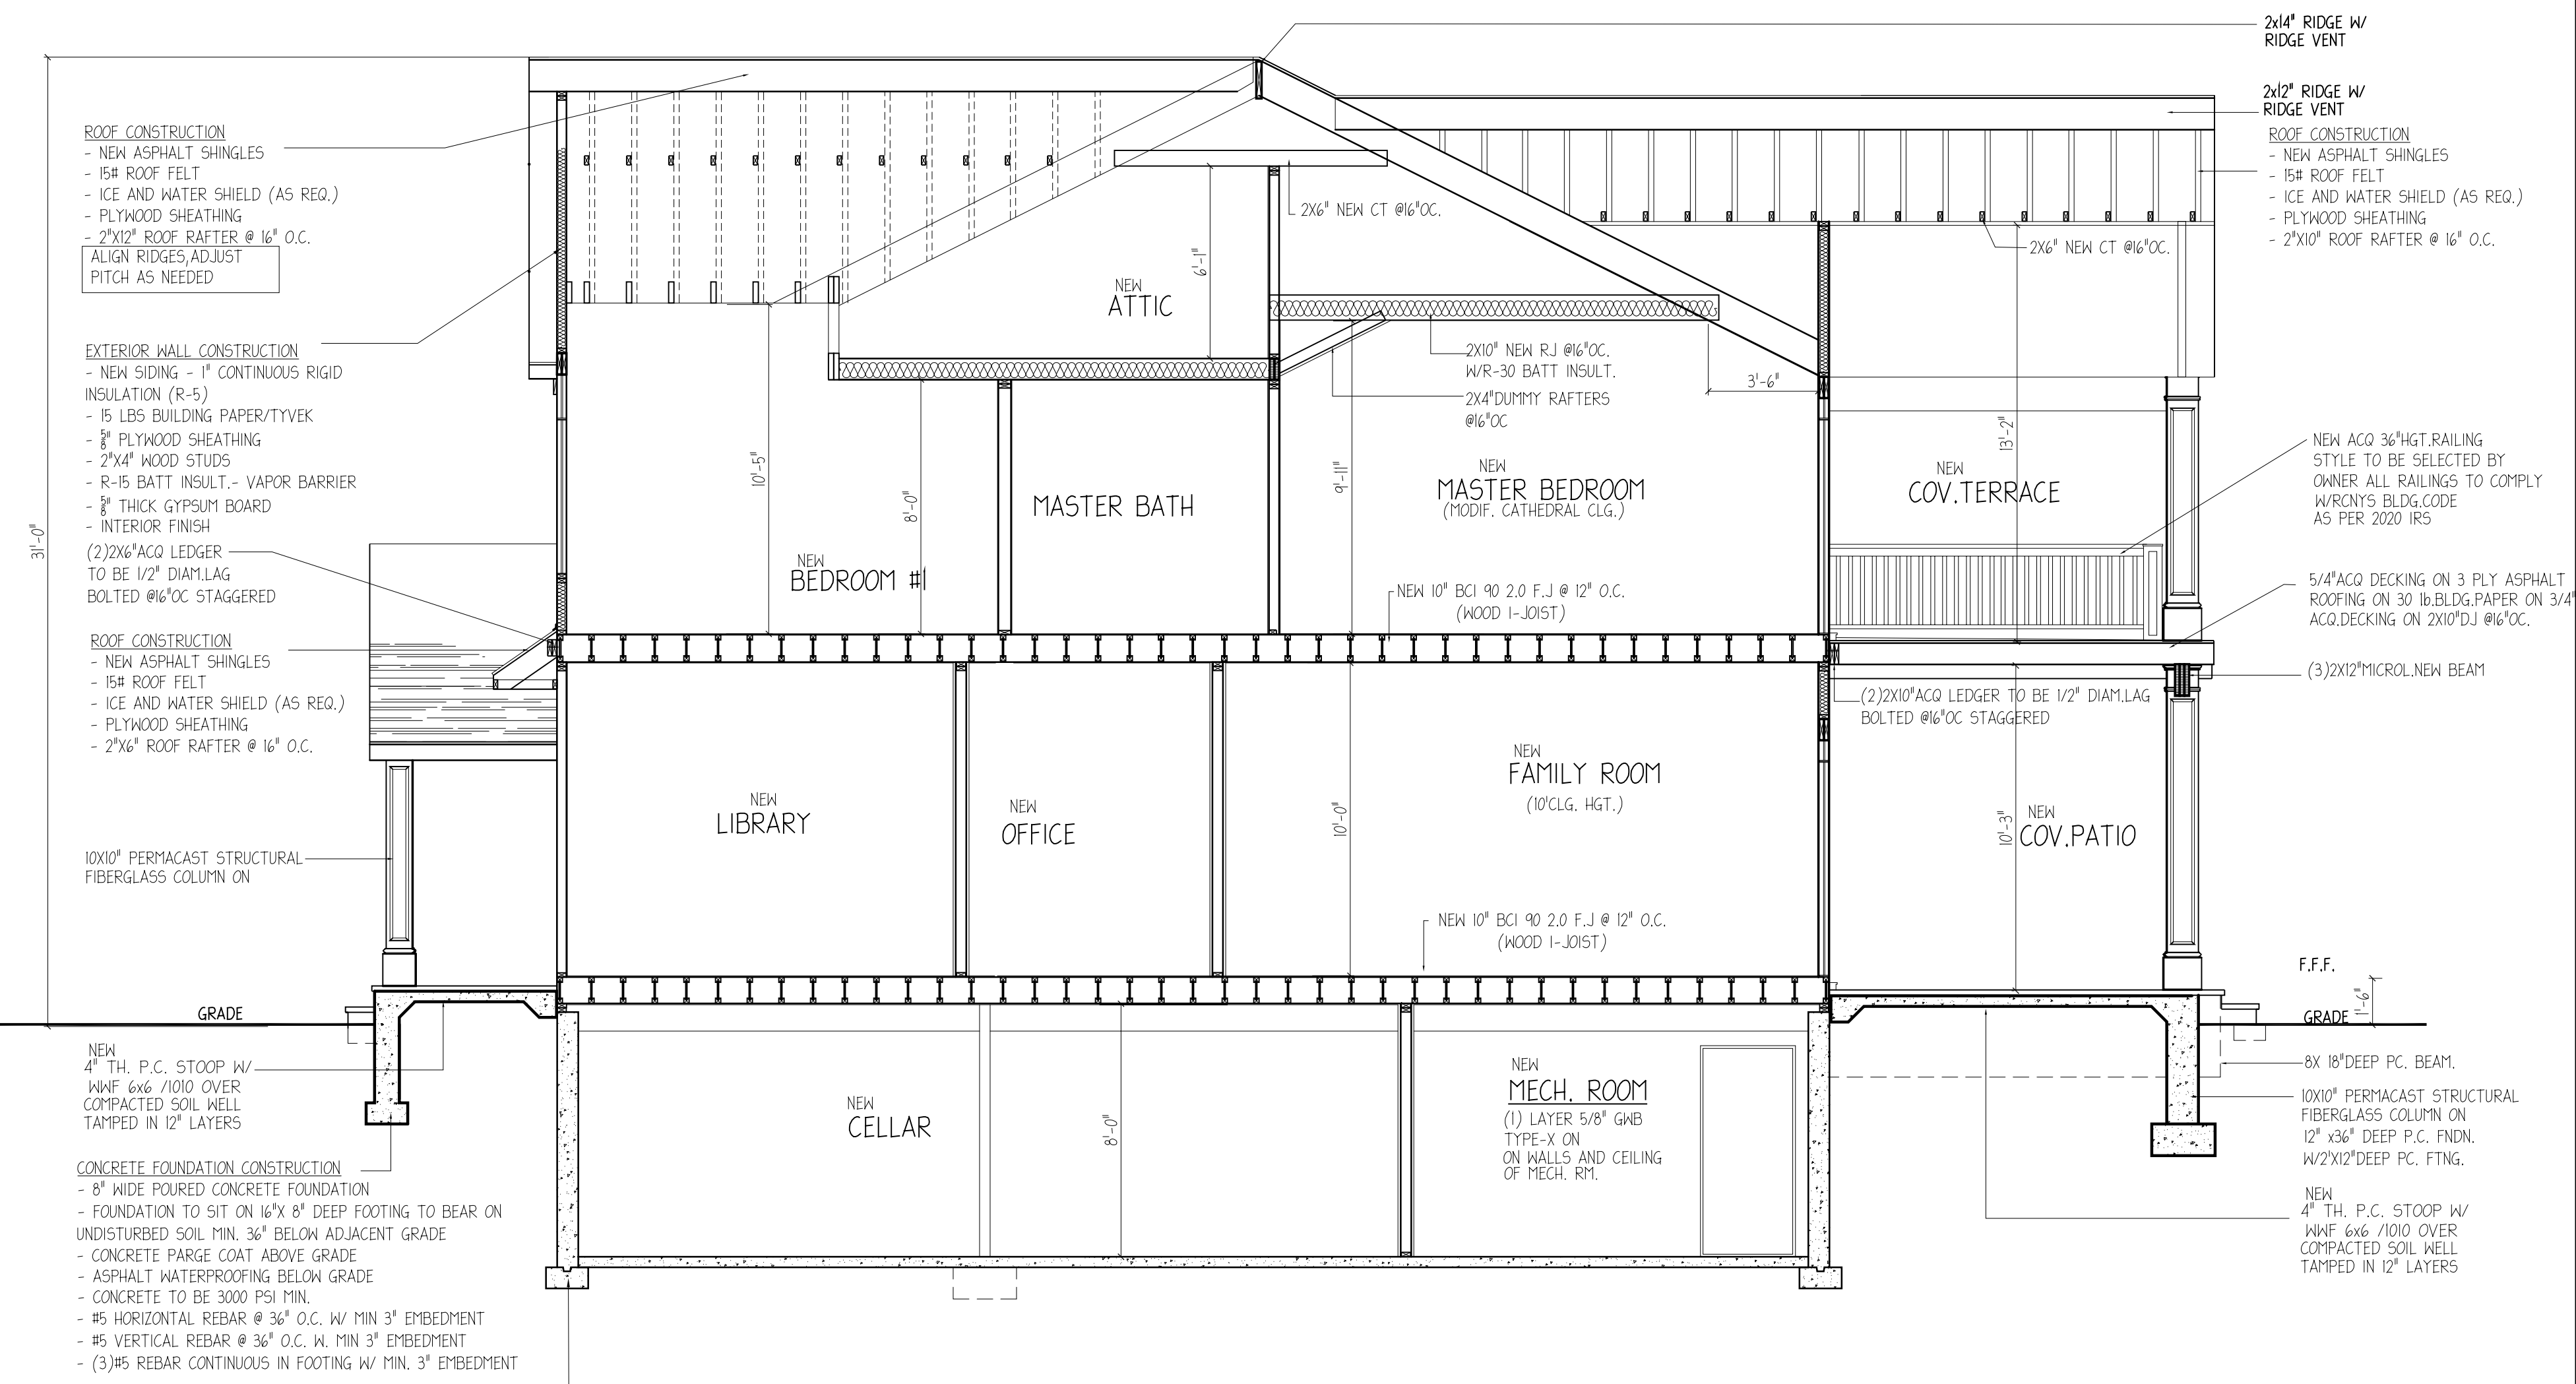 2x14" RIDGE W/
RIDGE VENT
2x12" RIDGE W/
RIDGE VENT
ROOF CONSTRUCTION
- NEW ASPHALT SHINGLES
- 15# ROOF FELT
- ICE AND WATER SHIELD (AS REQ.)
- PLYWOOD SHEATHING
- 2"X12" ROOF RAFTER @ 16" O.C.
ALIGN RIDGES,ADJUST
PITCH AS NEEDED
EXTERIOR WALL CONSTRUCTION
- NEW SIDING - 1" CONTINUOUS RIGID
INSULATION (R-5)
- 15 LBS BUILDING PAPER/TYVEK
- 5/8" PLYWOOD SHEATHING
- 2"X4" WOOD STUDS
- R-15 BATT INSULT.- VAPOR BARRIER
- 5/8" THICK GYPSUM BOARD
- INTERIOR FINISH
(2)2X6"ACQ LEDGER
TO BE 1/2" DIAM.LAG
BOLTED @16"OC STAGGERED
ROOF CONSTRUCTION
- NEW ASPHALT SHINGLES
- 15# ROOF FELT
- ICE AND WATER SHIELD (AS REQ.)
- PLYWOOD SHEATHING
- 2"X6" ROOF RAFTER @ 16" O.C.
31'-0"
10X10" PERMACAST STRUCTURAL
FIBERGLASS COLUMN ON
GRADE
NEW
4" TH. P.C. STOOP W/
WWF 6x6 /1010 OVER
COMPACTED SOIL WELL
TAMPED IN 12" LAYERS
CONCRETE FOUNDATION CONSTRUCTION
- 8" WIDE POURED CONCRETE FOUNDATION
- FOUNDATION TO SIT ON 16"X 8" DEEP FOOTING TO BEAR ON
UNDISTURBED SOIL MIN. 36" BELOW ADJACENT GRADE
- CONCRETE PARGE COAT ABOVE GRADE
- ASPHALT WATERPROOFING BELOW GRADE
- CONCRETE TO BE 3000 PSI MIN.
- #5 HORIZONTAL REBAR @ 36" O.C. W/ MIN 3" EMBEDMENT
- #5 VERTICAL REBAR @ 36" O.C. W. MIN 3" EMBEDMENT
- (3)#5 REBAR CONTINUOUS IN FOOTING W/ MIN. 3" EMBEDMENT
2X6" NEW CT @16"OC.
6'-1"
NEW
ATTIC
2X10" NEW RJ @16"OC.
W/R-30 BATT INSULT.
2X4"DUMMY RAFTERS
@16"OC
3'-6"
10'-5"
8'-0"
9'-11"
NEW
BEDROOM #1
MASTER BATH
NEW
MASTER BEDROOM
(MODIF. CATHEDRAL CLG.)
NEW 10" BCI 90 2.0 F.J @ 12" O.C.
(WOOD I-JOIST)
NEW
LIBRARY
NEW
OFFICE
10'-0"
NEW
FAMILY ROOM
(10'CLG. HGT.)
NEW 10" BCI 90 2.0 F.J @ 12" O.C.
(WOOD I-JOIST)
NEW
CELLAR
8'-0"
NEW
MECH. ROOM
(1) LAYER 5/8" GWB
TYPE-X ON
ON WALLS AND CEILING
OF MECH. RM.
2X6" NEW CT @16"OC.
13'-2"
NEW
COV.TERRACE
(2)2X10"ACQ LEDGER TO BE 1/2" DIAM.LAG
BOLTED @16"OC STAGGERED
10'-3"
NEW
COV.PATIO
ROOF CONSTRUCTION
- NEW ASPHALT SHINGLES
- 15# ROOF FELT
- ICE AND WATER SHIELD (AS REQ.)
- PLYWOOD SHEATHING
- 2"X10" ROOF RAFTER @ 16" O.C.
NEW ACQ 36"HGT.RAILING
STYLE TO BE SELECTED BY
OWNER ALL RAILINGS TO COMPLY
W/RCNYS BLDG.CODE
AS PER 2020 IRS
5/4"ACQ DECKING ON 3 PLY ASPHALT
ROOFING ON 30 lb.BLDG.PAPER ON 3/4"
ACQ.DECKING ON 2X10"DJ @16"OC.
(3)2X12"MICROL.NEW BEAM
F.F.F.
1'-6"
GRADE
8X 18"DEEP PC. BEAM.
10X10" PERMACAST STRUCTURAL
FIBERGLASS COLUMN ON
12" x36" DEEP P.C. FNDN.
W/2'X12"DEEP PC. FTNG.
NEW
4" TH. P.C. STOOP W/
WWF 6x6 /1010 OVER
COMPACTED SOIL WELL
TAMPED IN 12" LAYERS